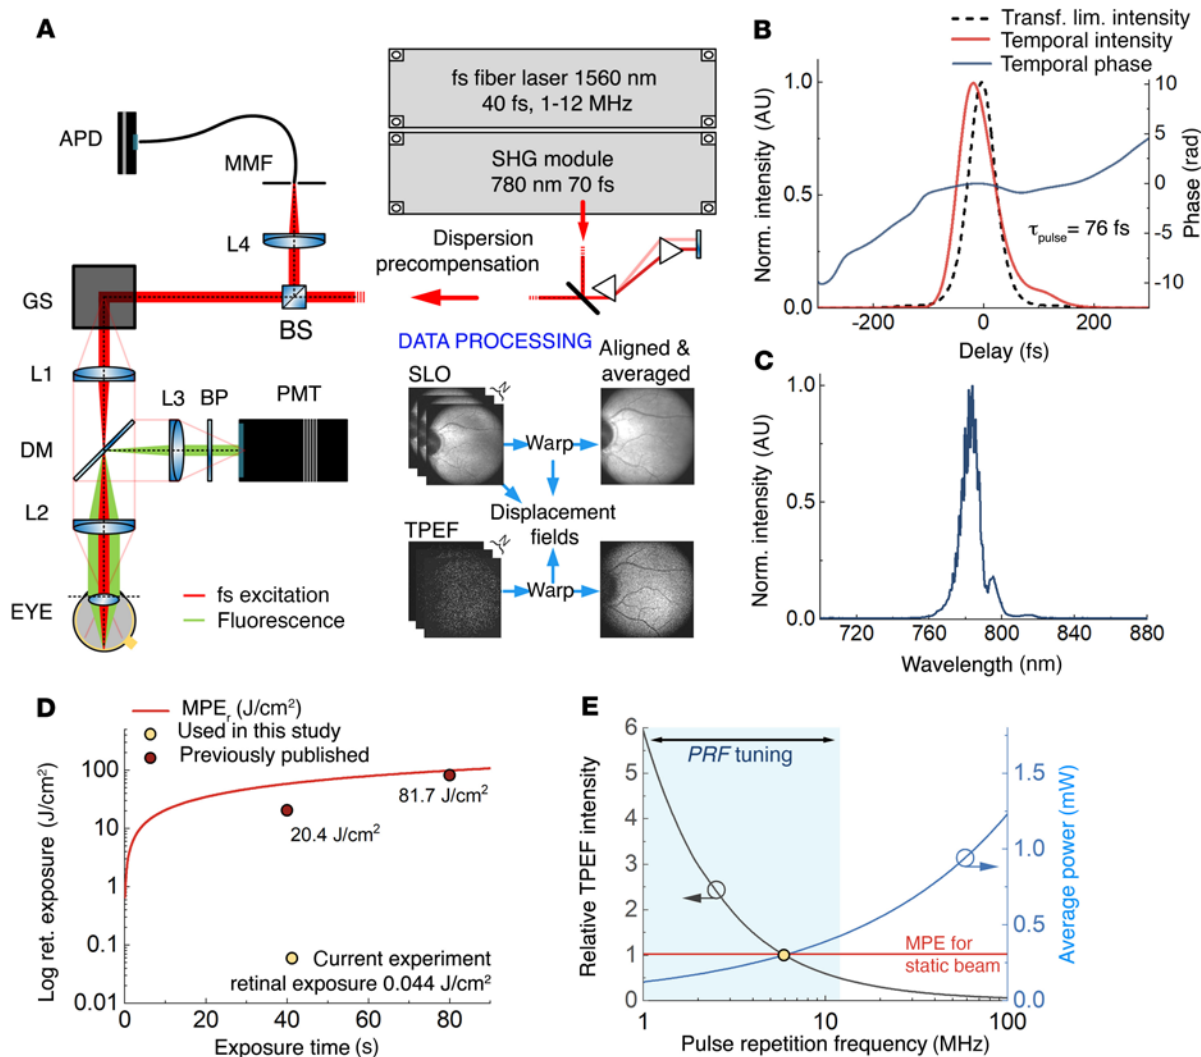 A
APD
MMF
L4
GS
BS
L1
L3 BP PMT
DM
L2
EYE
fs excitation
Fluorescence
fs fiber laser 1560 nm
40 fs, 1-12 MHz
SHG module
780 nm 70 fs
Dispersion
precompensation
DATA PROCESSING
SLO
N
Warp
Aligned &
averaged
Displacement
fields
TPEF
N
Warp
B
Transf. lim. intensity
Temporal intensity
Temporal phase
Norm. intensity (AU)
1.0
0.5
0.0
10
5
0
-5
-10
Phase (rad)
τpulse= 76 fs
-200 0 200
Delay (fs)
C
Norm. intensity (AU)
1.0
0.5
0.0
720 760 800 840 880
Wavelength (nm)
D
MPEr (J/cm²)
Used in this study
Previously published
Log ret. exposure (J/cm²)
100
10
1
0.1
0.01
81.7 J/cm²
20.4 J/cm²
Current experiment
retinal exposure 0.044 J/cm²
0 20 40 60 80
Exposure time (s)
E
Relative TPEF intensity
6
5
4
3
2
1
0
PRF tuning
MPE for
static beam
1.5
1.0
0.5
0.0
Average power (mW)
1 10 100
Pulse repetition frequency (MHz)